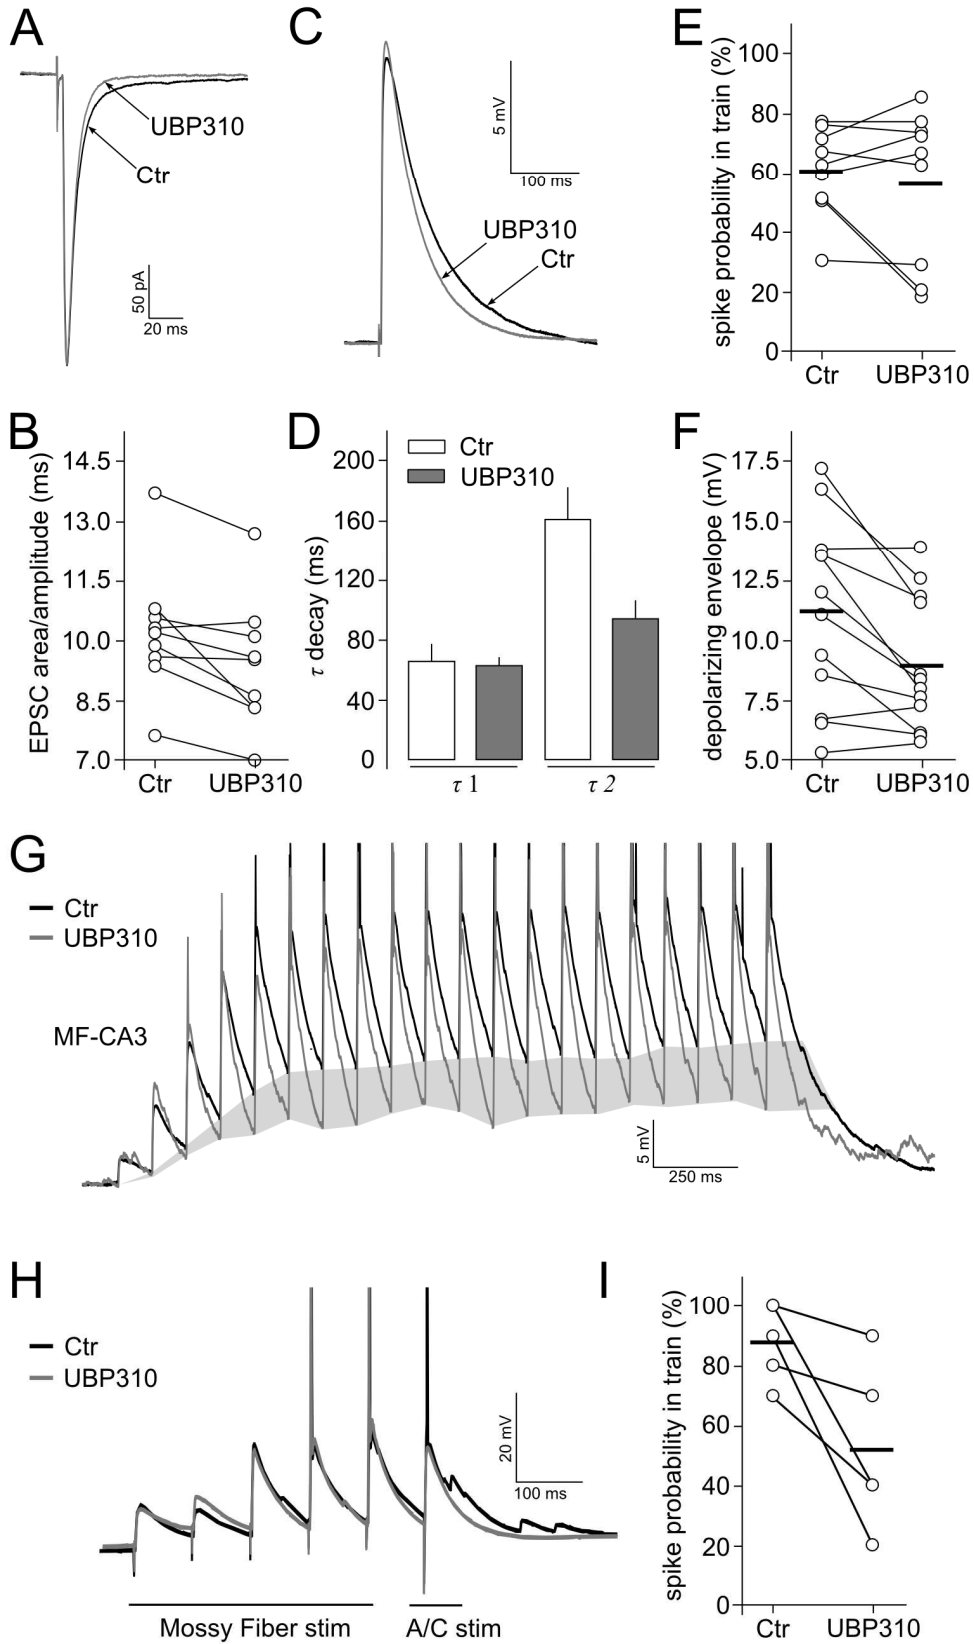 A
UBP310
Ctr
50 pA
20 ms
B
EPSC area/amplitude (ms)
14.5
13.0
11.5
10.0
8.5
7.0
Ctr
UBP310
C
5 mV
100 ms
UBP310
Ctr
D
Ctr
UBP310
τ decay (ms)
200
160
120
80
40
0
τ 1
τ 2
E
spike probability in train (%)
100
80
60
40
20
0
Ctr
UBP310
F
depolarizing envelope (mV)
17.5
15.0
12.5
10.0
7.5
5.0
Ctr
UBP310
G
Ctr
UBP310
MF-CA3
5 mV
250 ms
H
Ctr
UBP310
20 mV
100 ms
Mossy Fiber stim
A/C stim
I
spike probability in train (%)
100
80
60
40
20
0
Ctr
UBP310